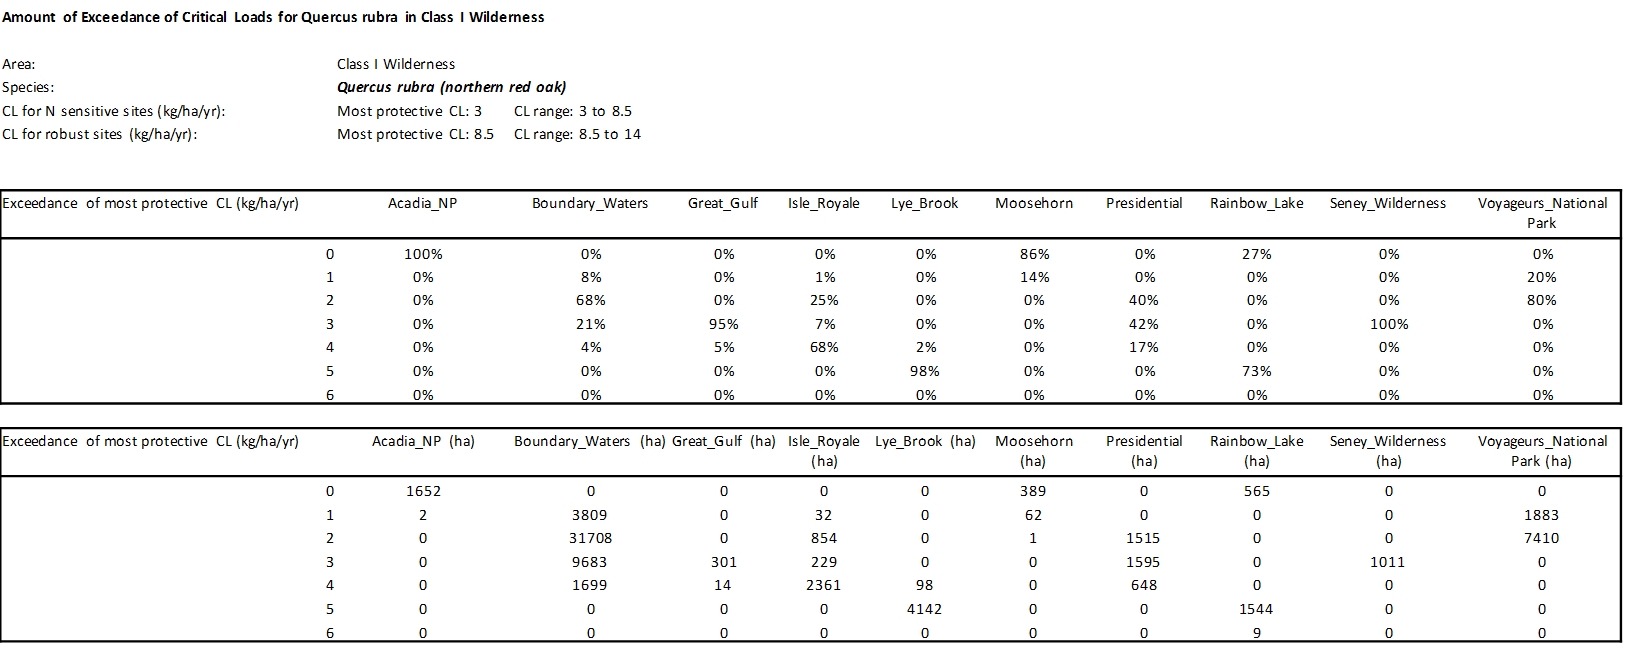 Amount of Exceedance of Critical Loads for Quercus rubra in Class I Wilderness
Area: Class I Wilderness
Species: Quercus rubra (northern red oak)
CL for N sensitive sites (kg/ha/yr): Most protective CL: 3 CL range: 3 to 8.5
CL for robust sites (kg/ha/yr): Most protective CL: 8.5 CL range: 8.5 to 14
Exceedance of most protective CL (kg/ha/yr) Acadia_NP Boundary_Waters Great_Gulf Isle_Royale Lye_Brook Moosehorn Presidential Rainbow_Lake Seney_Wilderness Voyageurs_National
Park
0 100% 0% 0% 0% 0% 86% 0% 27% 0% 0%
1 0% 8% 0% 1% 0% 14% 0% 0% 0% 20%
2 0% 68% 0% 25% 0% 0% 40% 0% 0% 80%
3 0% 21% 95% 7% 0% 0% 42% 0% 100% 0%
4 0% 4% 5% 68% 2% 0% 17% 0% 0% 0%
5 0% 0% 0% 0% 98% 0% 0% 73% 0% 0%
6 0% 0% 0% 0% 0% 0% 0% 0% 0% 0%
Exceedance of most protective CL (kg/ha/yr) Acadia_NP (ha) Boundary_Waters (ha) Great_Gulf (ha) Isle_Royale Lye_Brook (ha) Moosehorn Presidential Rainbow_Lake Seney_Wilderness Voyageurs_National
(ha) (ha) (ha) (ha) (ha) Park (ha)
0 1652 0 0 0 0 389 0 565 0 0
1 2 3809 0 32 0 62 0 0 0 1883
2 0 31708 0 854 0 1 1515 0 0 7410
3 0 9683 301 229 0 0 1595 0 1011 0
4 0 1699 14 2361 98 0 648 0 0 0
5 0 0 0 0 4142 0 0 1544 0 0
6 0 0 0 0 0 0 0 9 0 0